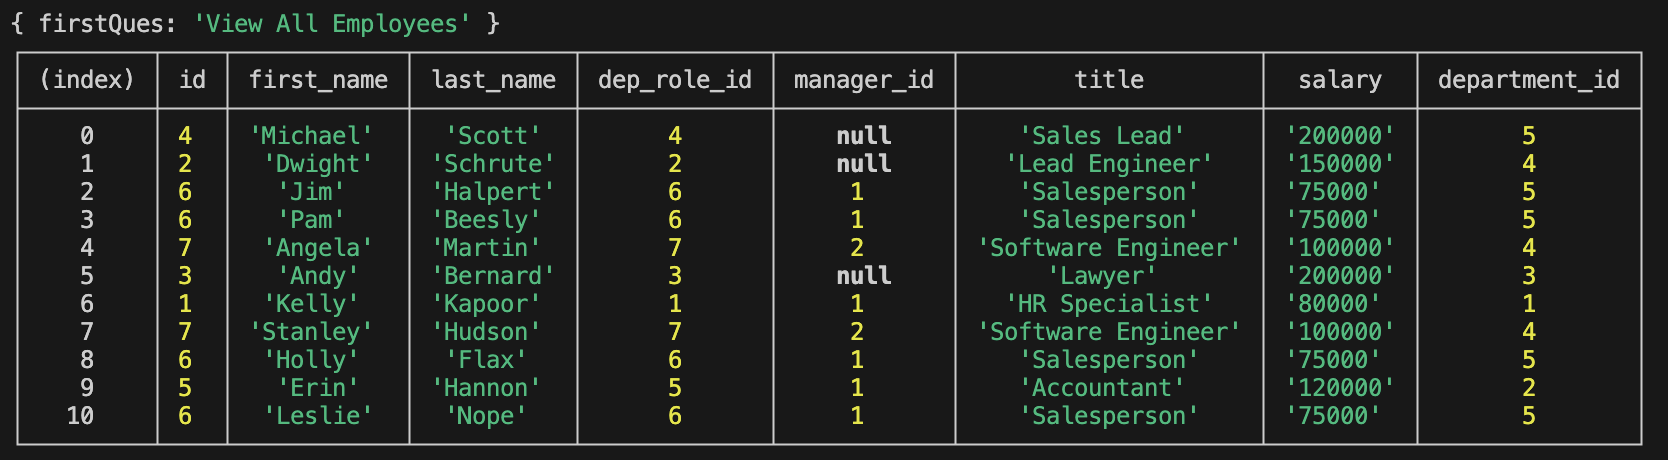 { firstQues: 'View All Employees' }
(index) id first_name last_name dep_role_id manager_id title salary department_id
0 4 'Michael' 'Scott' 4 null 'Sales Lead' '200000' 5
1 2 'Dwight' 'Schrute' 2 null 'Lead Engineer' '150000' 4
2 6 'Jim' 'Halpert' 6 1 'Salesperson' '75000' 5
3 6 'Pam' 'Beesly' 6 1 'Salesperson' '75000' 5
4 7 'Angela' 'Martin' 7 2 'Software Engineer' '100000' 4
5 3 'Andy' 'Bernard' 3 null 'Lawyer' '200000' 3
6 1 'Kelly' 'Kapoor' 1 1 'HR Specialist' '80000' 1
7 7 'Stanley' 'Hudson' 7 2 'Software Engineer' '100000' 4
8 6 'Holly' 'Flax' 6 1 'Salesperson' '75000' 5
9 5 'Erin' 'Hannon' 5 1 'Accountant' '120000' 2
10 6 'Leslie' 'Nope' 6 1 'Salesperson' '75000' 5